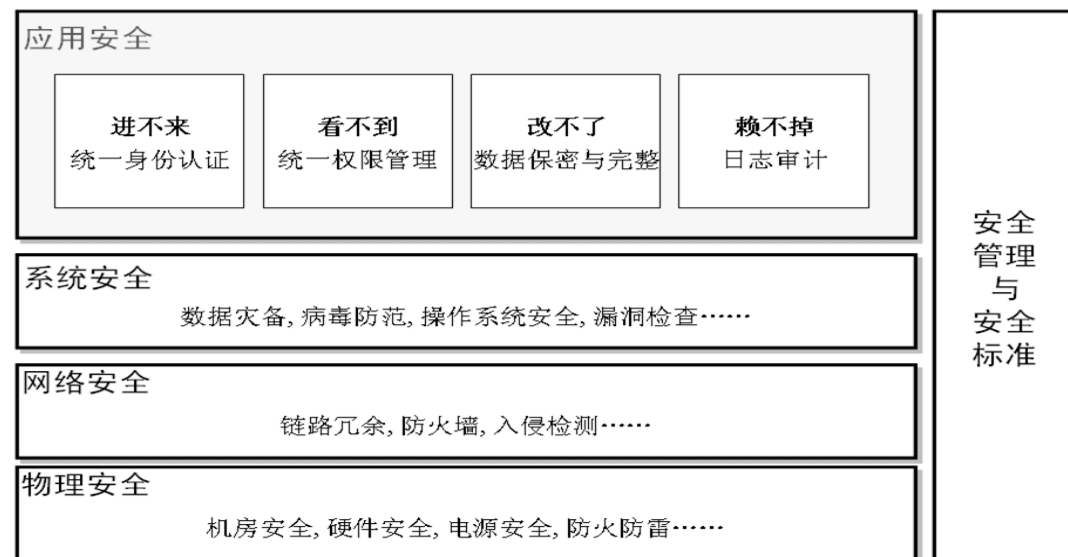 应用安全
进不来
统一身份认证
看不到
统一权限管理
改不了
数据保密与完整
赖不掉
日志审计
系统安全
数据灾备,病毒防范,操作系统安全,漏洞检查……
网络安全
链路冗余,防火墙,入侵检测……
物理安全
机房安全,硬件安全,电源安全,防火防雷……
安全
管理
与
安全
标准